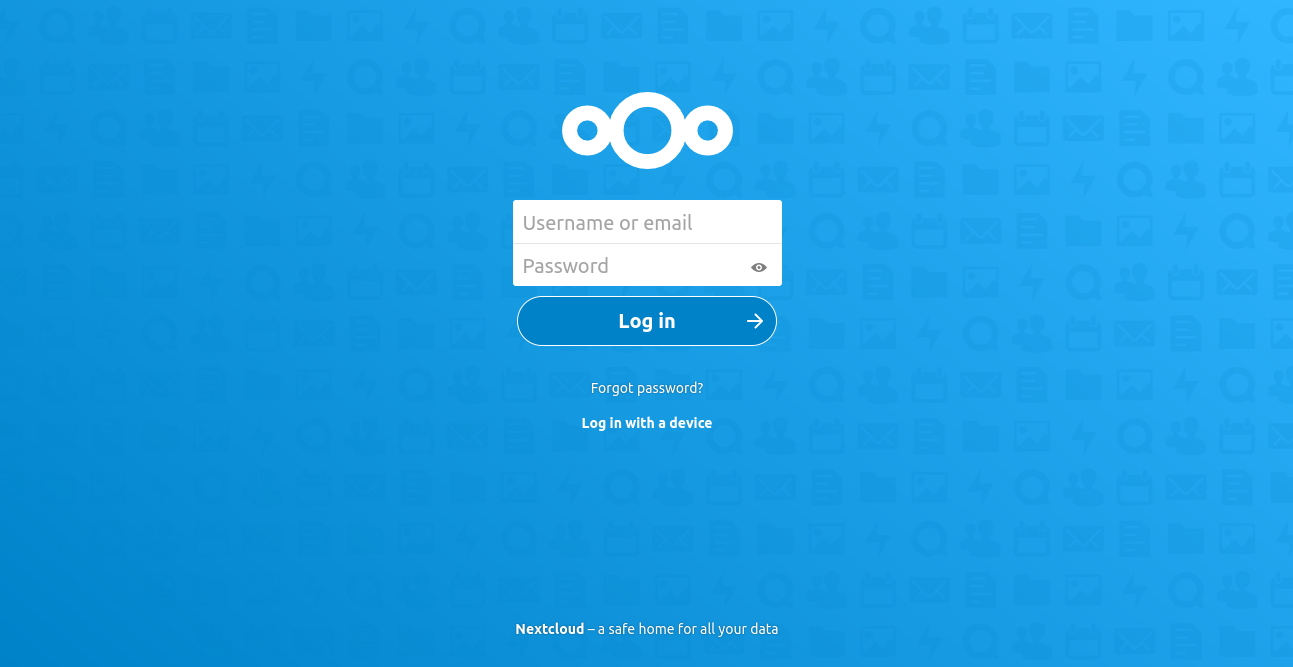 Username or email
Password
Log in
Forgot password?
Log in with a device
Nextcloud – a safe home for all your data